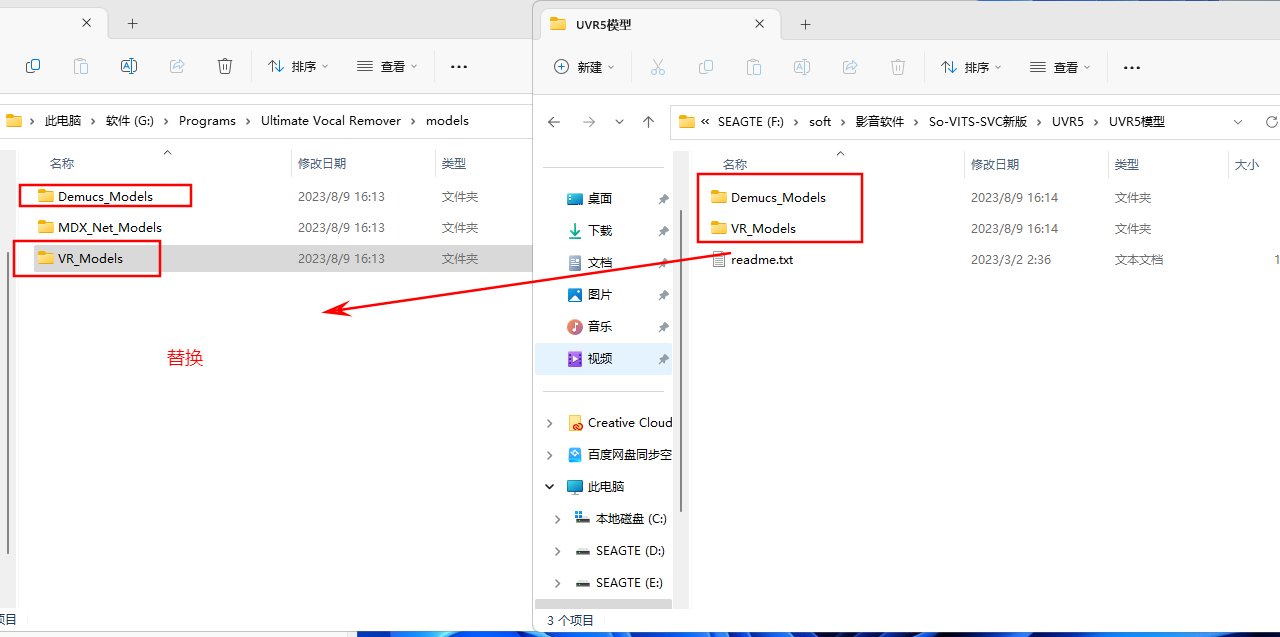 排序
查看
此电脑 软件 (G:) Programs Ultimate Vocal Remover models
名称 修改日期 类型
Demucs_Models 2023/8/9 16:13 文件夹
MDX_Net_Models 2023/8/9 16:13 文件夹
VR_Models 2023/8/9 16:13 文件夹
替换
项目
UVR5模型
新建
排序
查看
« SEAGTE (F:) soft 影音软件 So-VITS-SVC新版 UVR5 UVR5模型
桌面
下载
文档
图片
音乐
视频
Creative Cloud
百度网盘同步空
此电脑
本地磁盘 (C:)
SEAGTE (D:)
SEAGTE (E:)
名称 修改日期 类型 大小
Demucs_Models 2023/8/9 16:14 文件夹
VR_Models 2023/8/9 16:14 文件夹
readme.txt 2023/3/2 2:36 文本文档 1
3 个项目